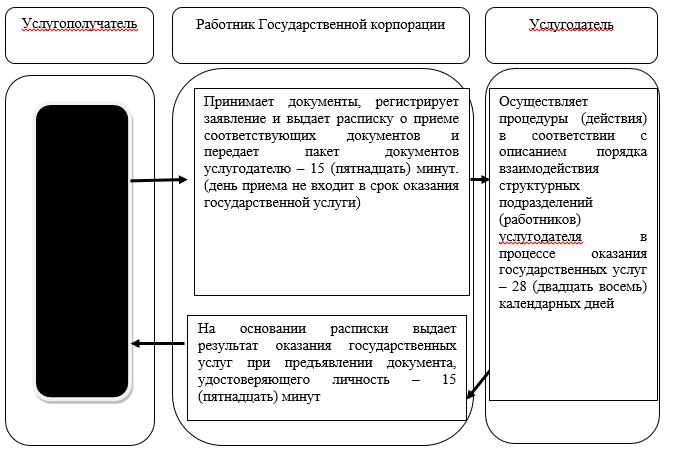 Услугополучатель
Работник Государственной корпорации
Услугодатель
Принимает документы, регистрирует
заявление и выдает расписку о приеме
соответствующих документов и
передает пакет документов
услугодателю – 15 (пятнадцать) минут.
(день приема не входит в срок оказания
государственной услуги)
Осуществляет
процедуры (действия)
в соответствии с
описанием порядка
взаимодействия
структурных
подразделений
(работников)
услугодателя в
процессе оказания
государственных услуг
– 28 (двадцать восемь)
календарных дней
На основании расписки выдает
результат оказания государственных
услуг при предъявлении документа,
удостоверяющего личность – 15
(пятнадцать) минут